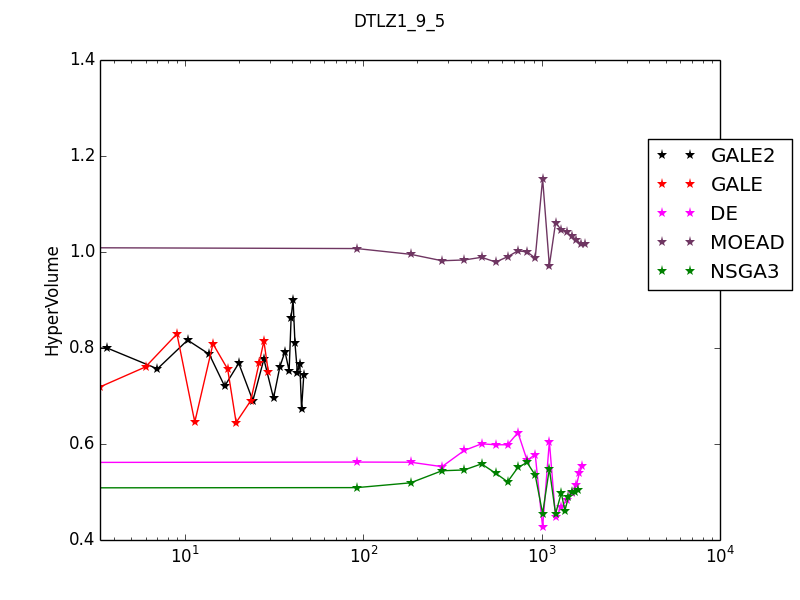 DTLZ1_9_5
1.4
1.2
1.0
0.8
0.6
0.4
HyperVolume
10^1
10^2
10^3
10^4
GALE2
GALE
DE
MOEAD
NSGA3